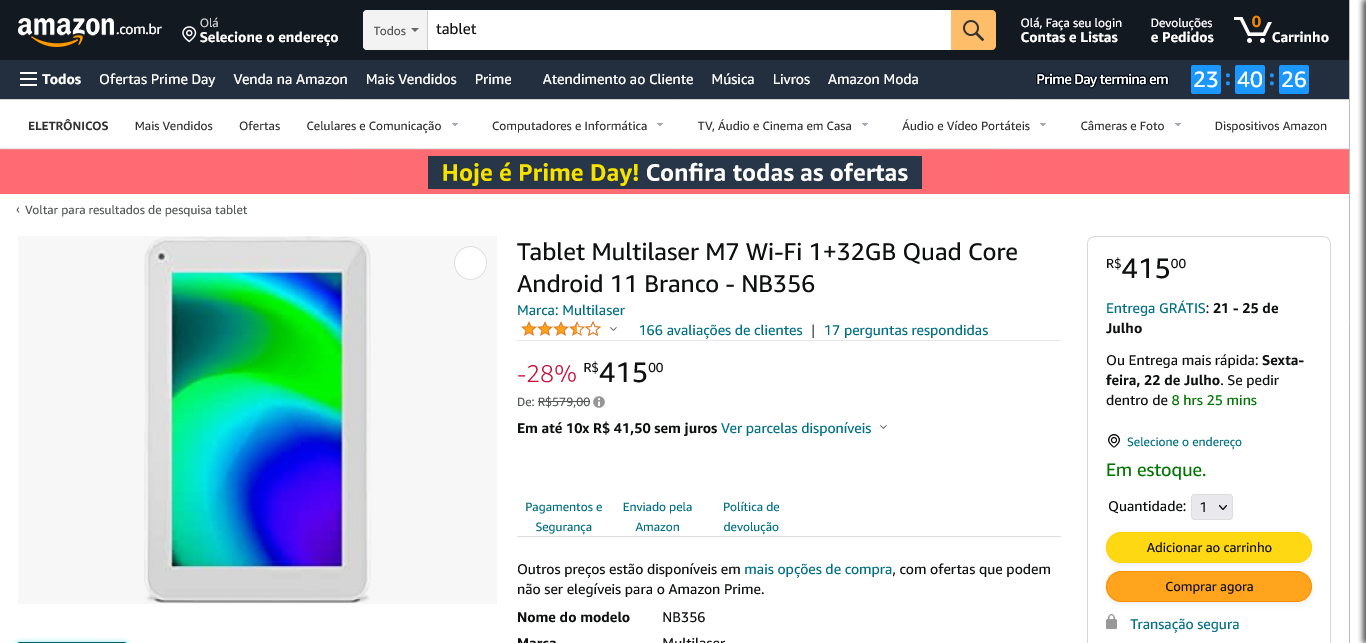 amazon.com.br
Olá
Selecione o endereço
Todos
tablet
Olá, Faça seu login
Contas e Listas
Devoluções
e Pedidos
0
Carrinho
Todos Ofertas Prime Day Venda na Amazon Mais Vendidos Prime Atendimento ao Cliente Música Livros Amazon Moda Prime Day termina em 23 : 40 : 26
ELETRÔNICOS Mais Vendidos Ofertas Celulares e Comunicação Computadores e Informática TV, Áudio e Cinema em Casa Áudio e Vídeo Portáteis Câmeras e Foto Dispositivos Amazon
Hoje é Prime Day! Confira todas as ofertas
‹ Voltar para resultados de pesquisa tablet
Tablet Multilaser M7 Wi-Fi 1+32GB Quad Core
Android 11 Branco - NB356
Marca: Multilaser
166 avaliações de clientes | 17 perguntas respondidas
-28% R$41500
De: R$579,00
Em até 10x R$ 41,50 sem juros Ver parcelas disponíveis
Pagamentos e
Segurança
Enviado pela
Amazon
Política de
devolução
Outros preços estão disponíveis em mais opções de compra, com ofertas que podem
não ser elegíveis para o Amazon Prime.
Nome do modelo NB356
Marca Multilaser
R$41500
Entrega GRÁTIS: 21 - 25 de
Julho
Ou Entrega mais rápida: Sexta-
feira, 22 de Julho. Se pedir
dentro de 8 hrs 25 mins
Selecione o endereço
Em estoque.
Quantidade: 1
Adicionar ao carrinho
Comprar agora
Transação segura